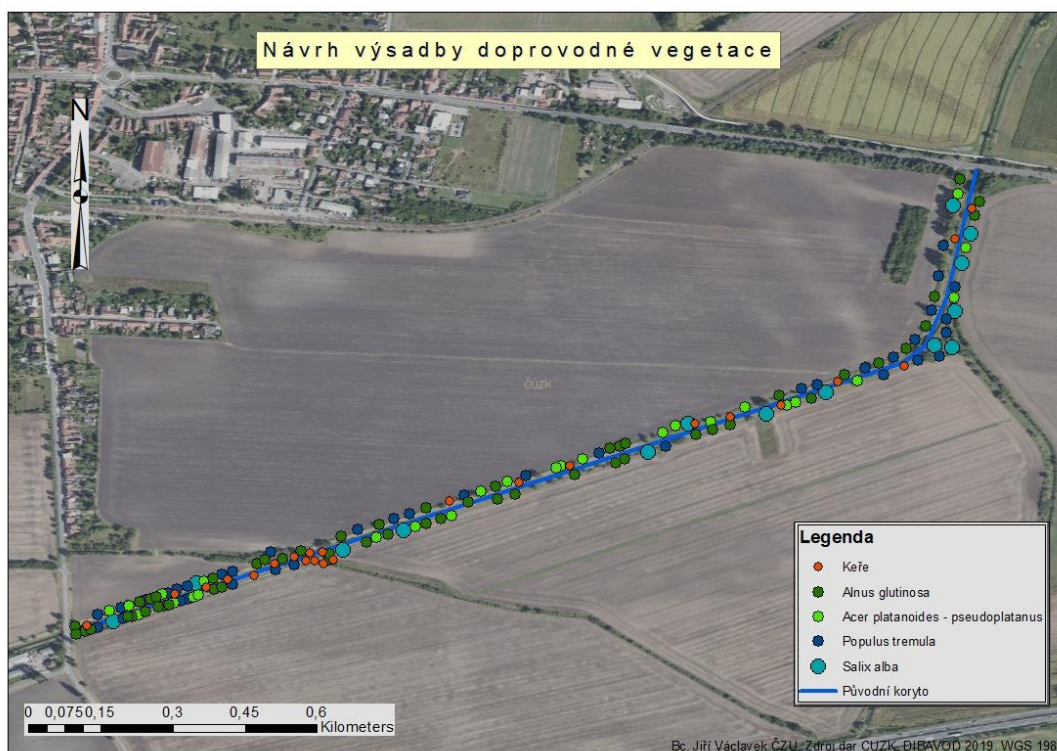 Návrh výsadby doprovodné vegetace
N
ČÚZK
Legenda
Keře
Alnus glutinosa
Acer platanoides - pseudoplatanus
Populus tremula
Salix alba
Původní koryto
0 0,075 0,15 0,3 0,45 0,6
Kilometers
Bc. Jiří Václavek ČZU, Zdroj dar ČÚZK, DIBAVOD 2019, WGS 198